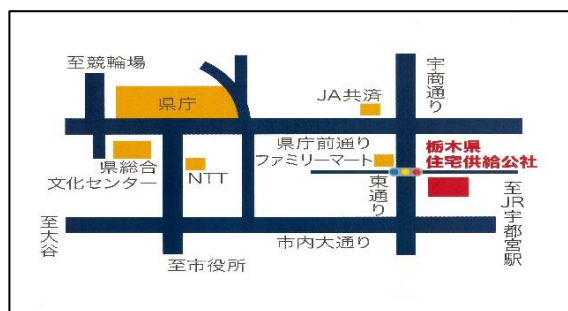 至競輪場
県庁
JA共済
宇商通り
県庁前通り
ファミリーマート
栃木県
住宅供給公社
県総合
文化センター
NTT
東通り
至JR宇都宮駅
至大谷
市内大通り
至市役所